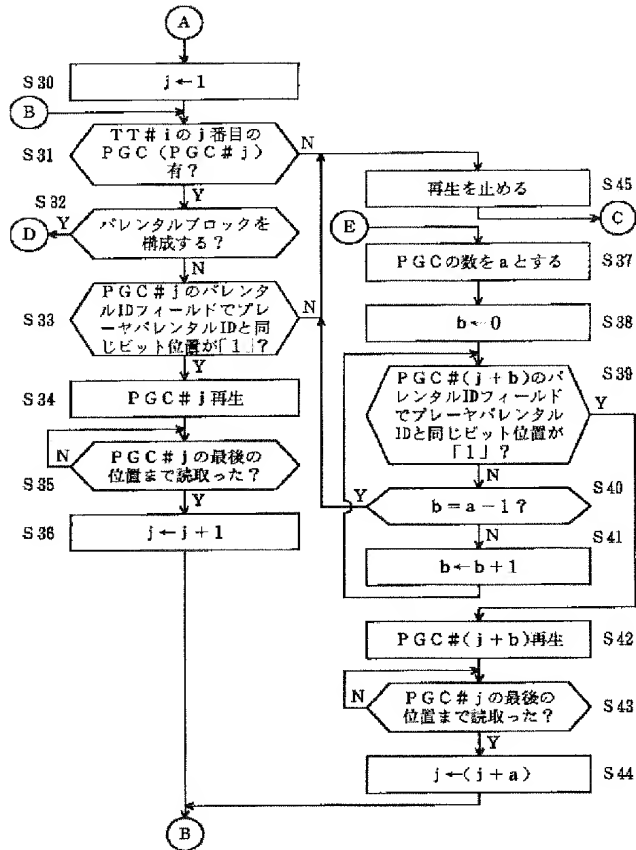 A
S30
j←1
B
S31
TT#iのj番目の
PGC(PGC#j)
有?
N
Y
S32
Y
D
パレンタルブロックを
構成する?
N
S33
PGC#jのパレンタ
ルIDフィールドでプレ
ーヤパレンタルIDと同
じビット位置が「1」?
N
Y
S34
PGC#j再生
N
S35
PGC#jの最後の
位置まで読取った?
Y
S36
j←j+1
B
再生を止める
S45
C
E
PGCの数をaとする
S37
b←0
S38
S39
PGC#(j+b)のパ
レンタルIDフィールド
でプレーヤパレンタル
IDと同じビット位置が
「1」?
Y
N
S40
Y
b=a-1?
N
S41
b←b+1
PGC#(j+b)再生
S42
N
PGC#jの最後の
位置まで読取った?
S43
Y
j←(j+a)
S44